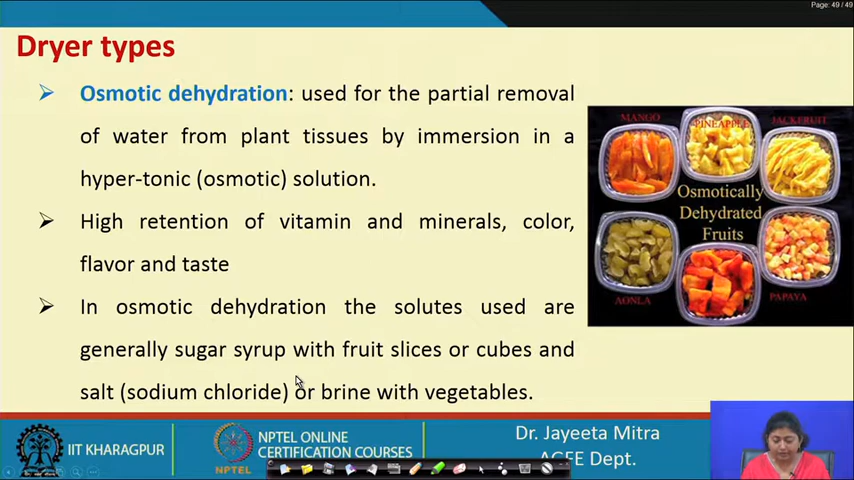 Page: 49 / 49
Dryer types
Osmotic dehydration: used for the partial removal
of water from plant tissues by immersion in a
hyper-tonic (osmotic) solution.
High retention of vitamin and minerals, color,
flavor and taste
In osmotic dehydration the solutes used are
generally sugar syrup with fruit slices or cubes and
salt (sodium chloride) or brine with vegetables.
MANGO
PINEAPPLE
JACKFRUIT
Osmotically
Dehydrated
Fruits
AONLA
PAPAYA
IIT KHARAGPUR
NPTEL
NPTEL ONLINE
CERTIFICATION COURSES
Dr. Jayeeta Mitra
AGFE Dept.